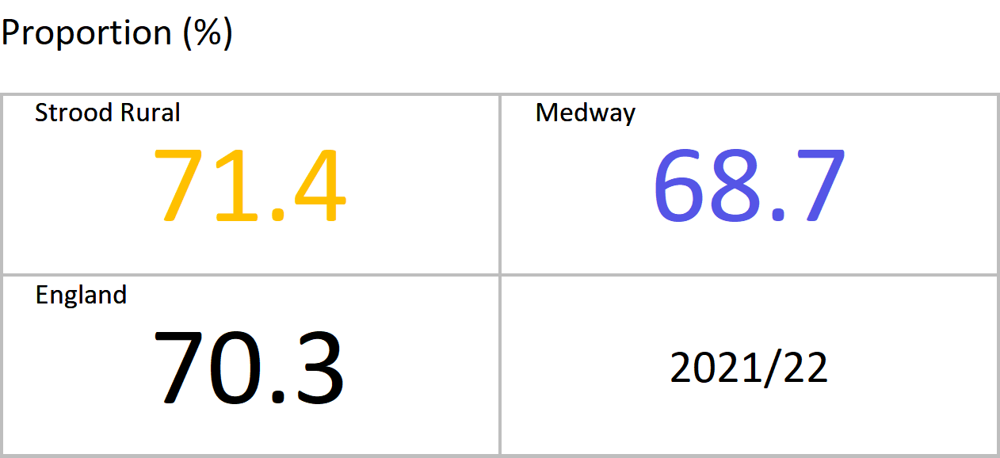 Proportion (%)
Strood Rural
71.4
Medway
68.7
England
70.3
2021/22